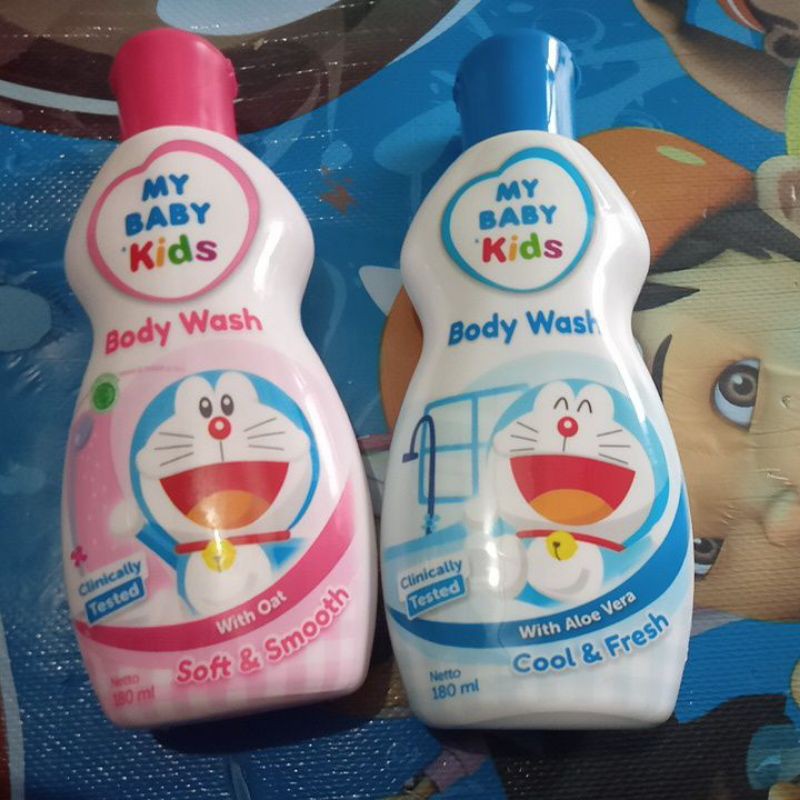 MY
BABY
Kids
Body Wash
Clinically
Tested
With Oat
Soft & Smooth
Netto
180 ml
MY
BABY
Kids
Body Wash
Clinically
Tested
With Aloe Vera
Cool & Fresh
Netto
180 ml